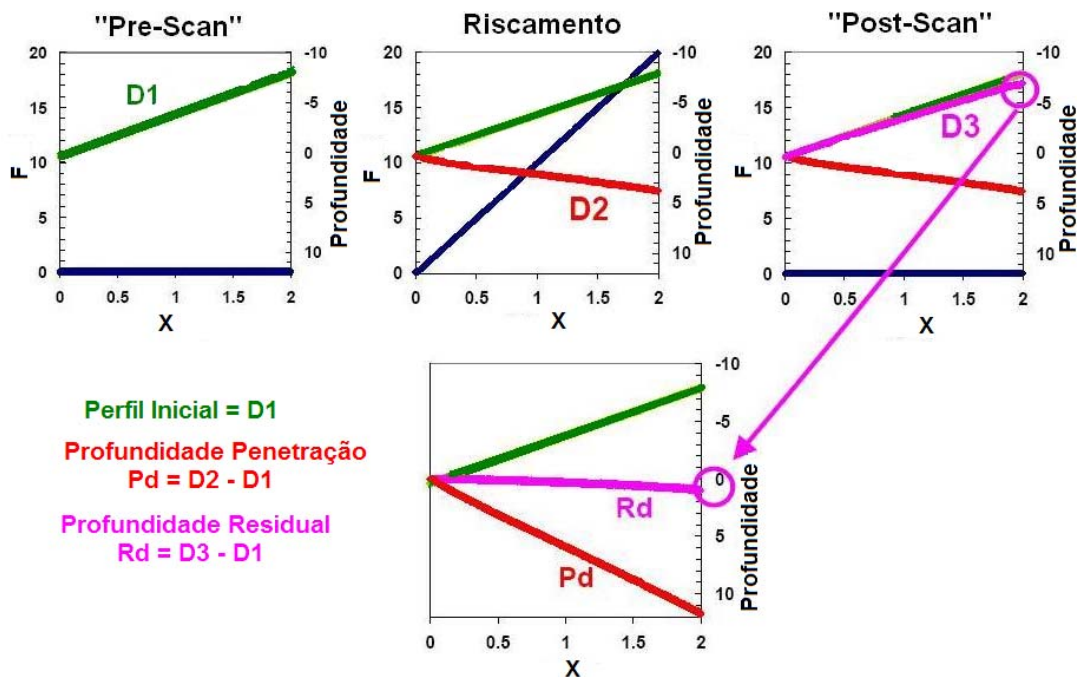 "Pre-Scan"
20
15
10
5
0
F
D1
-10
-5
0
5
10
Profundidade
0
0.5
1
1.5
2
X
Riscamento
20
15
10
5
0
F
D2
-10
-5
0
5
10
Profundidade
0
0.5
1
1.5
2
X
"Post-Scan"
20
15
10
5
0
F
D3
-10
-5
0
5
10
Profundidade
0
0.5
1
1.5
2
X
Perfil Inicial = D1
Profundidade Penetração
Pd = D2 - D1
Profundidade Residual
Rd = D3 - D1
Rd
Pd
-10
-5
0
5
10
Profundidade
0
0.5
1
1.5
2
X